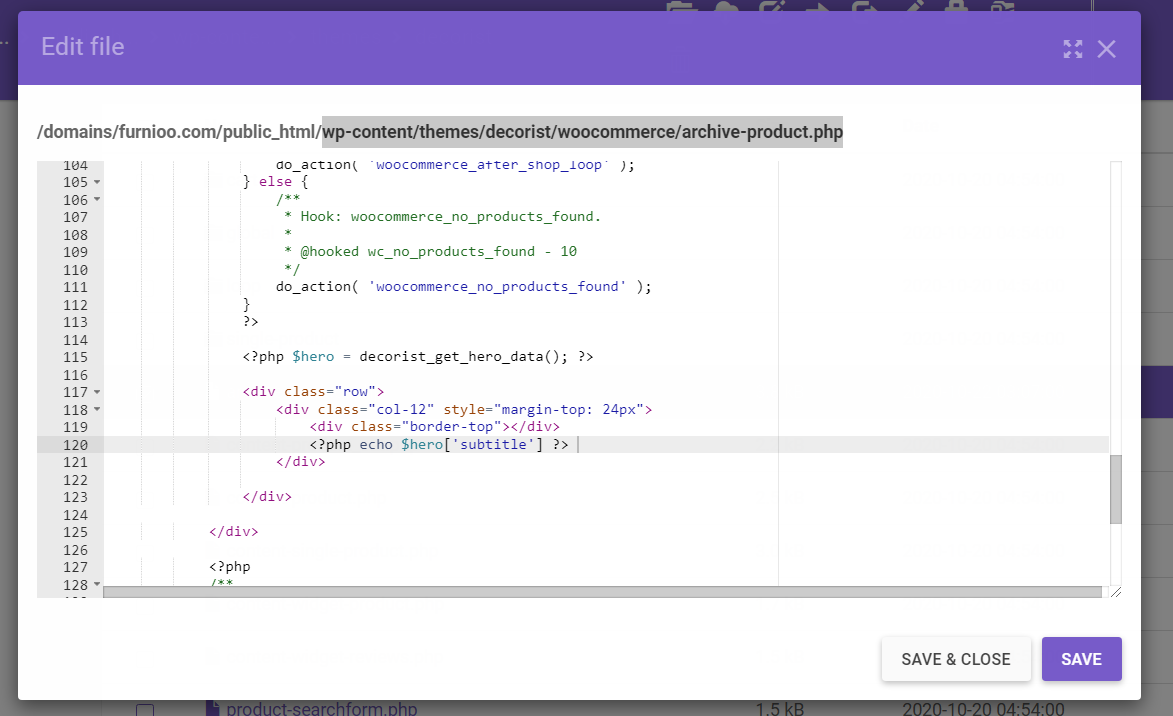 Edit file
/domains/furnioo.com/public_html/wp-content/themes/decorist/woocommerce/archive-product.php
104 do_action( 'woocommerce_after_shop_loop' );
105 } else {
106 /**
107 * Hook: woocommerce_no_products_found.
108 *
109 * @hooked wc_no_products_found - 10
110 */
111 do_action( 'woocommerce_no_products_found' );
112 }
113 ?>
114
115 <?php $hero = decorist_get_hero_data(); ?>
116
117 <div class="row">
118 <div class="col-12" style="margin-top: 24px">
119 <div class="border-top"></div>
120 <?php echo $hero['subtitle'] ?>
121 </div>
122
123 </div>
124
125 </div>
126
127 <?php
128 /**
SAVE & CLOSE SAVE
product-searchform.php 1.5 kB 2020-10-20 04:54:00